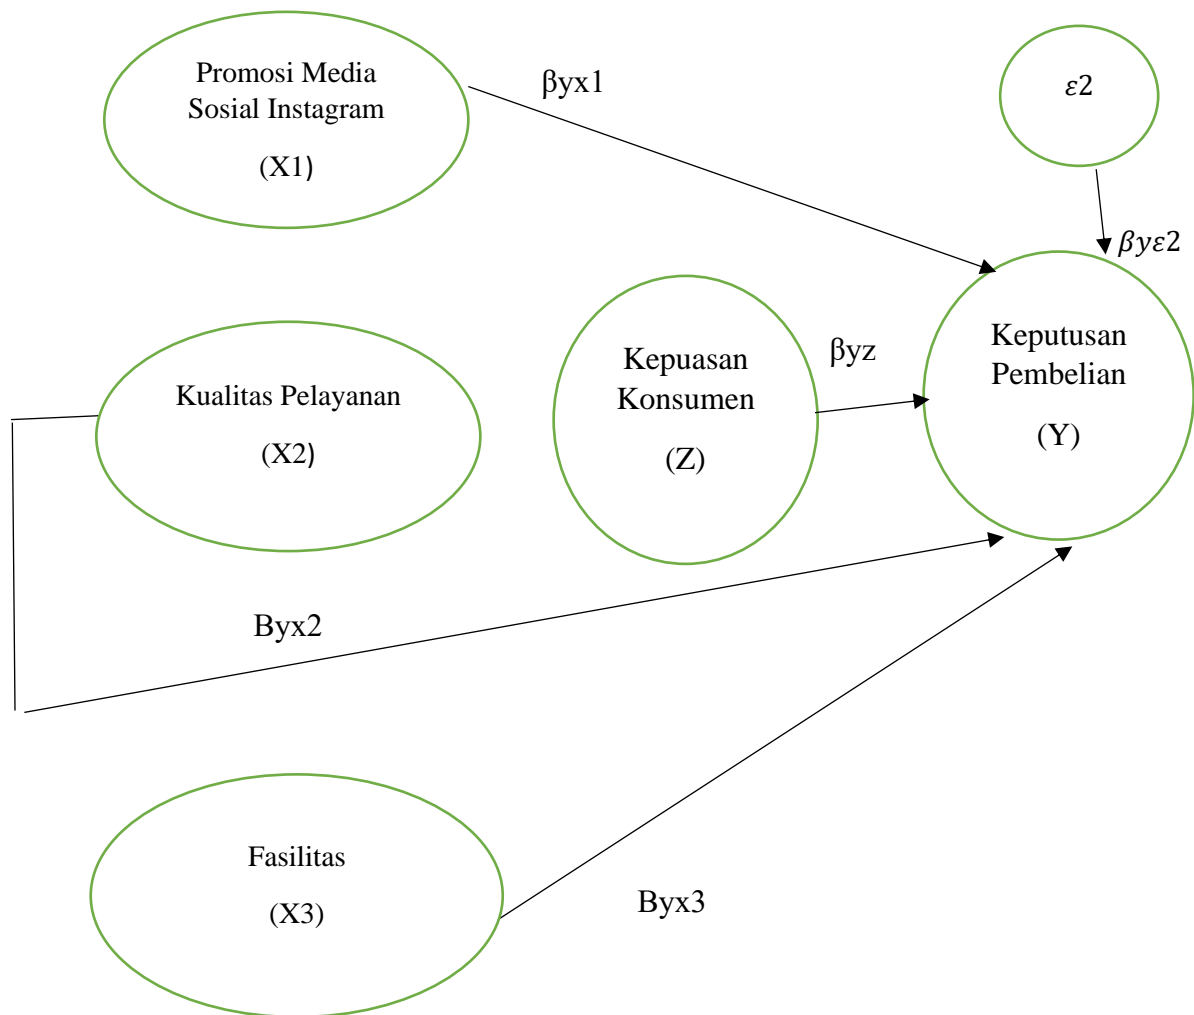 Promosi Media
Sosial Instagram
(X1)
βyx1
ε2
βyε2
Kualitas Pelayanan
(X2)
Kepuasan
Konsumen
(Z)
βyz
Keputusan
Pembelian
(Y)
Byx2
Fasilitas
(X3)
Byx3